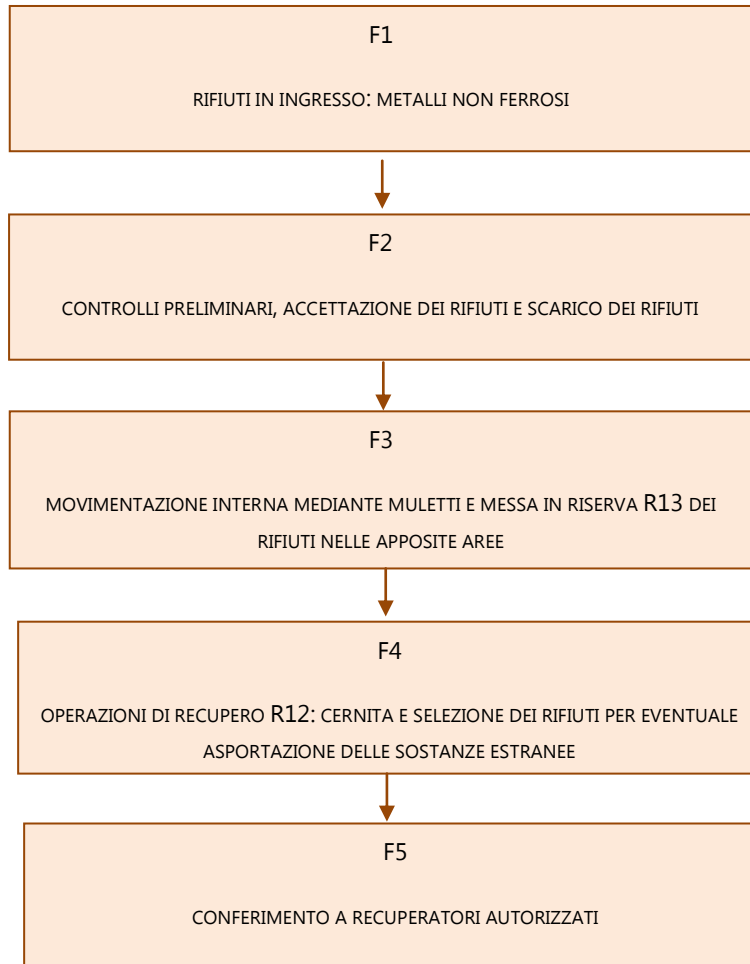 F1
RIFIUTI IN INGRESSO: METALLI NON FERROSI
F2
CONTROLLI PRELIMINARI, ACCETTAZIONE DEI RIFIUTI E SCARICO DEI RIFIUTI
F3
MOVIMENTAZIONE INTERNA MEDIANTE MULETTI E MESSA IN RISERVA R13 DEI
RIFIUTI NELLE APPOSITE AREE
F4
OPERAZIONI DI RECUPERO R12: CERNITA E SELEZIONE DEI RIFIUTI PER EVENTUALE
ASPORTAZIONE DELLE SOSTANZE ESTRANEE
F5
CONFERIMENTO A RECUPERATORI AUTORIZZATI